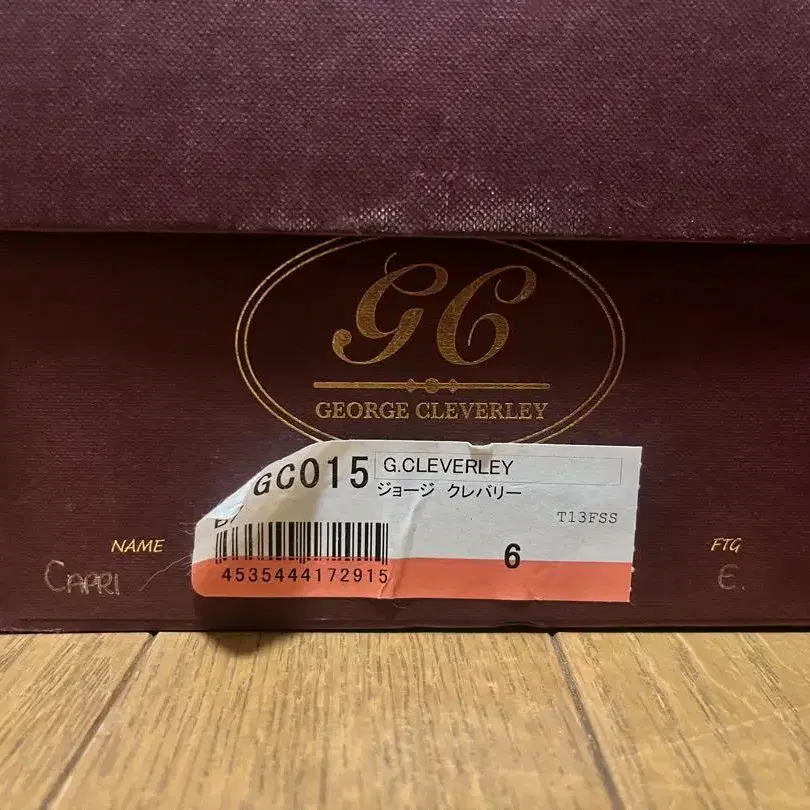 GC
GEORGE CLEVERLEY
GC015
G.CLEVERLEY
ジョージ クレバリー
T13FSS
6
4535444172915
NAME
CAPRI
FTG
E.